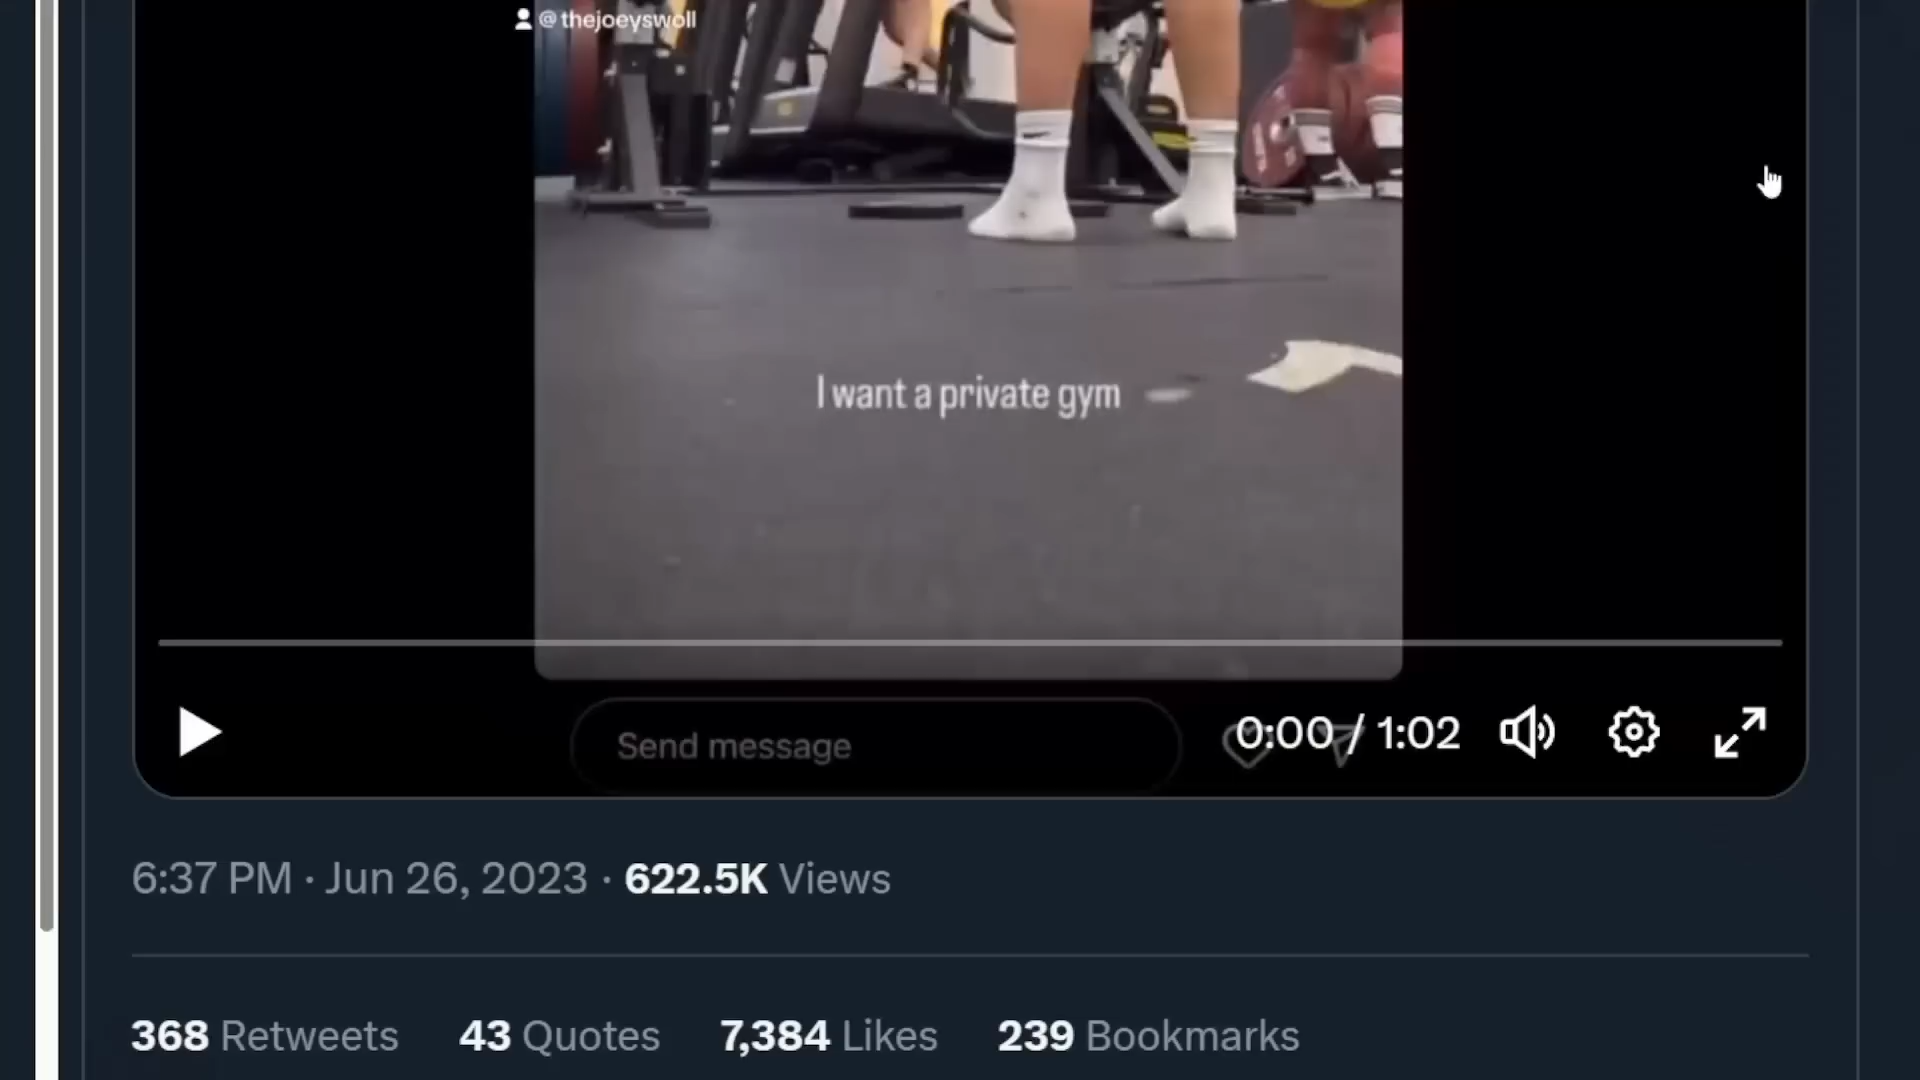 @thejoeyswoll
I want a private gym
Send message
0:00 / 1:02
6:37 PM · Jun 26, 2023 · 622.5K Views
368 Retweets 43 Quotes 7,384 Likes 239 Bookmarks